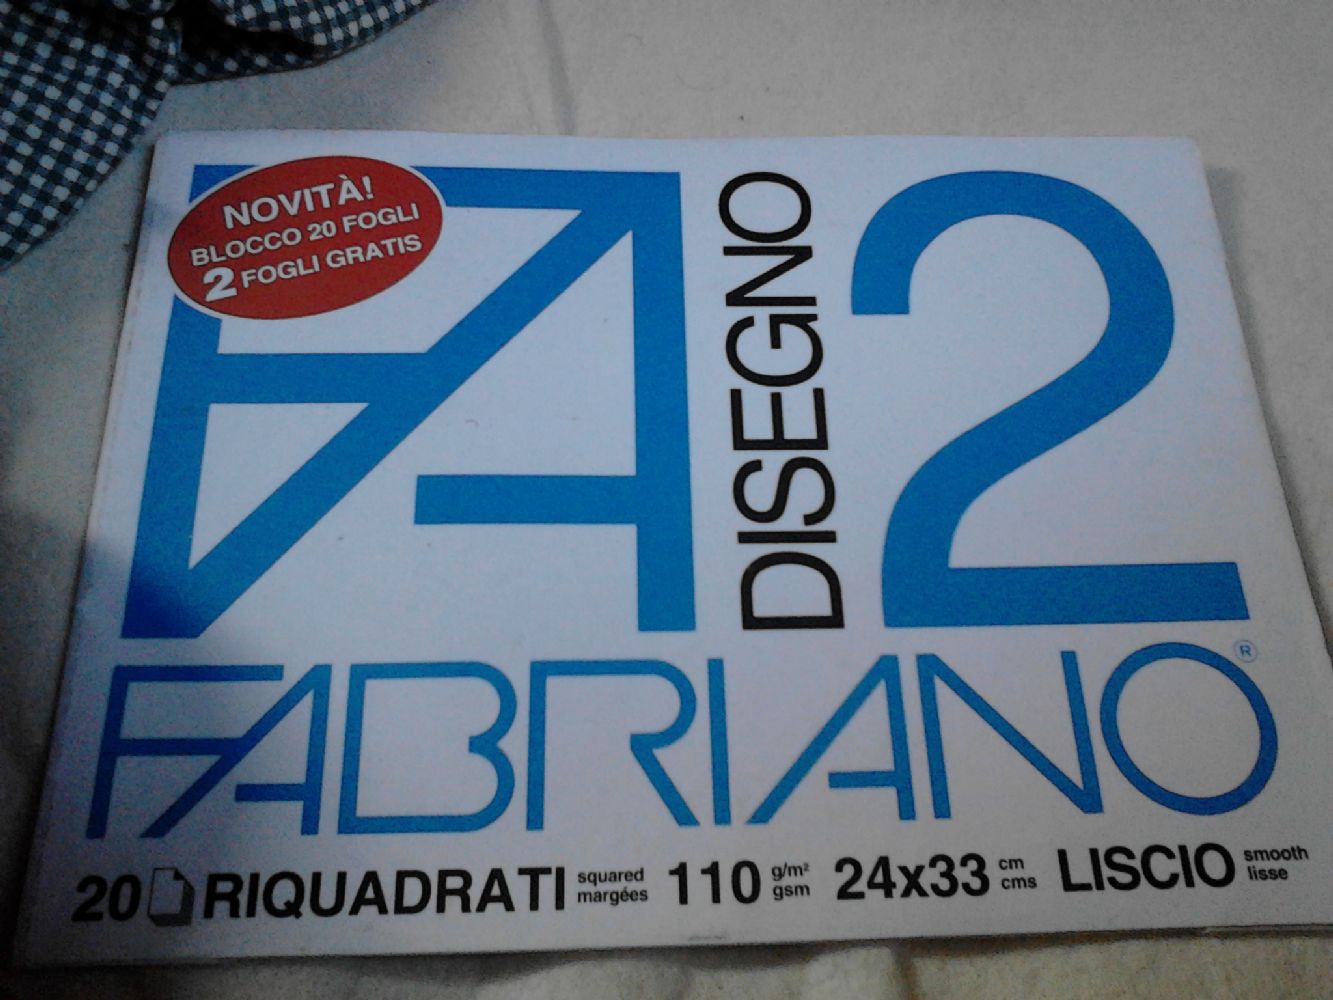 NOVITÀ!
BLOCCO 20 FOGLI
2 FOGLI GRATIS
FA
DISEGNO
2
FABRIANO®
20 RIQUADRATI squared margées 110 g/m² gsm 24x33 cm cms LISCIO smooth lisse